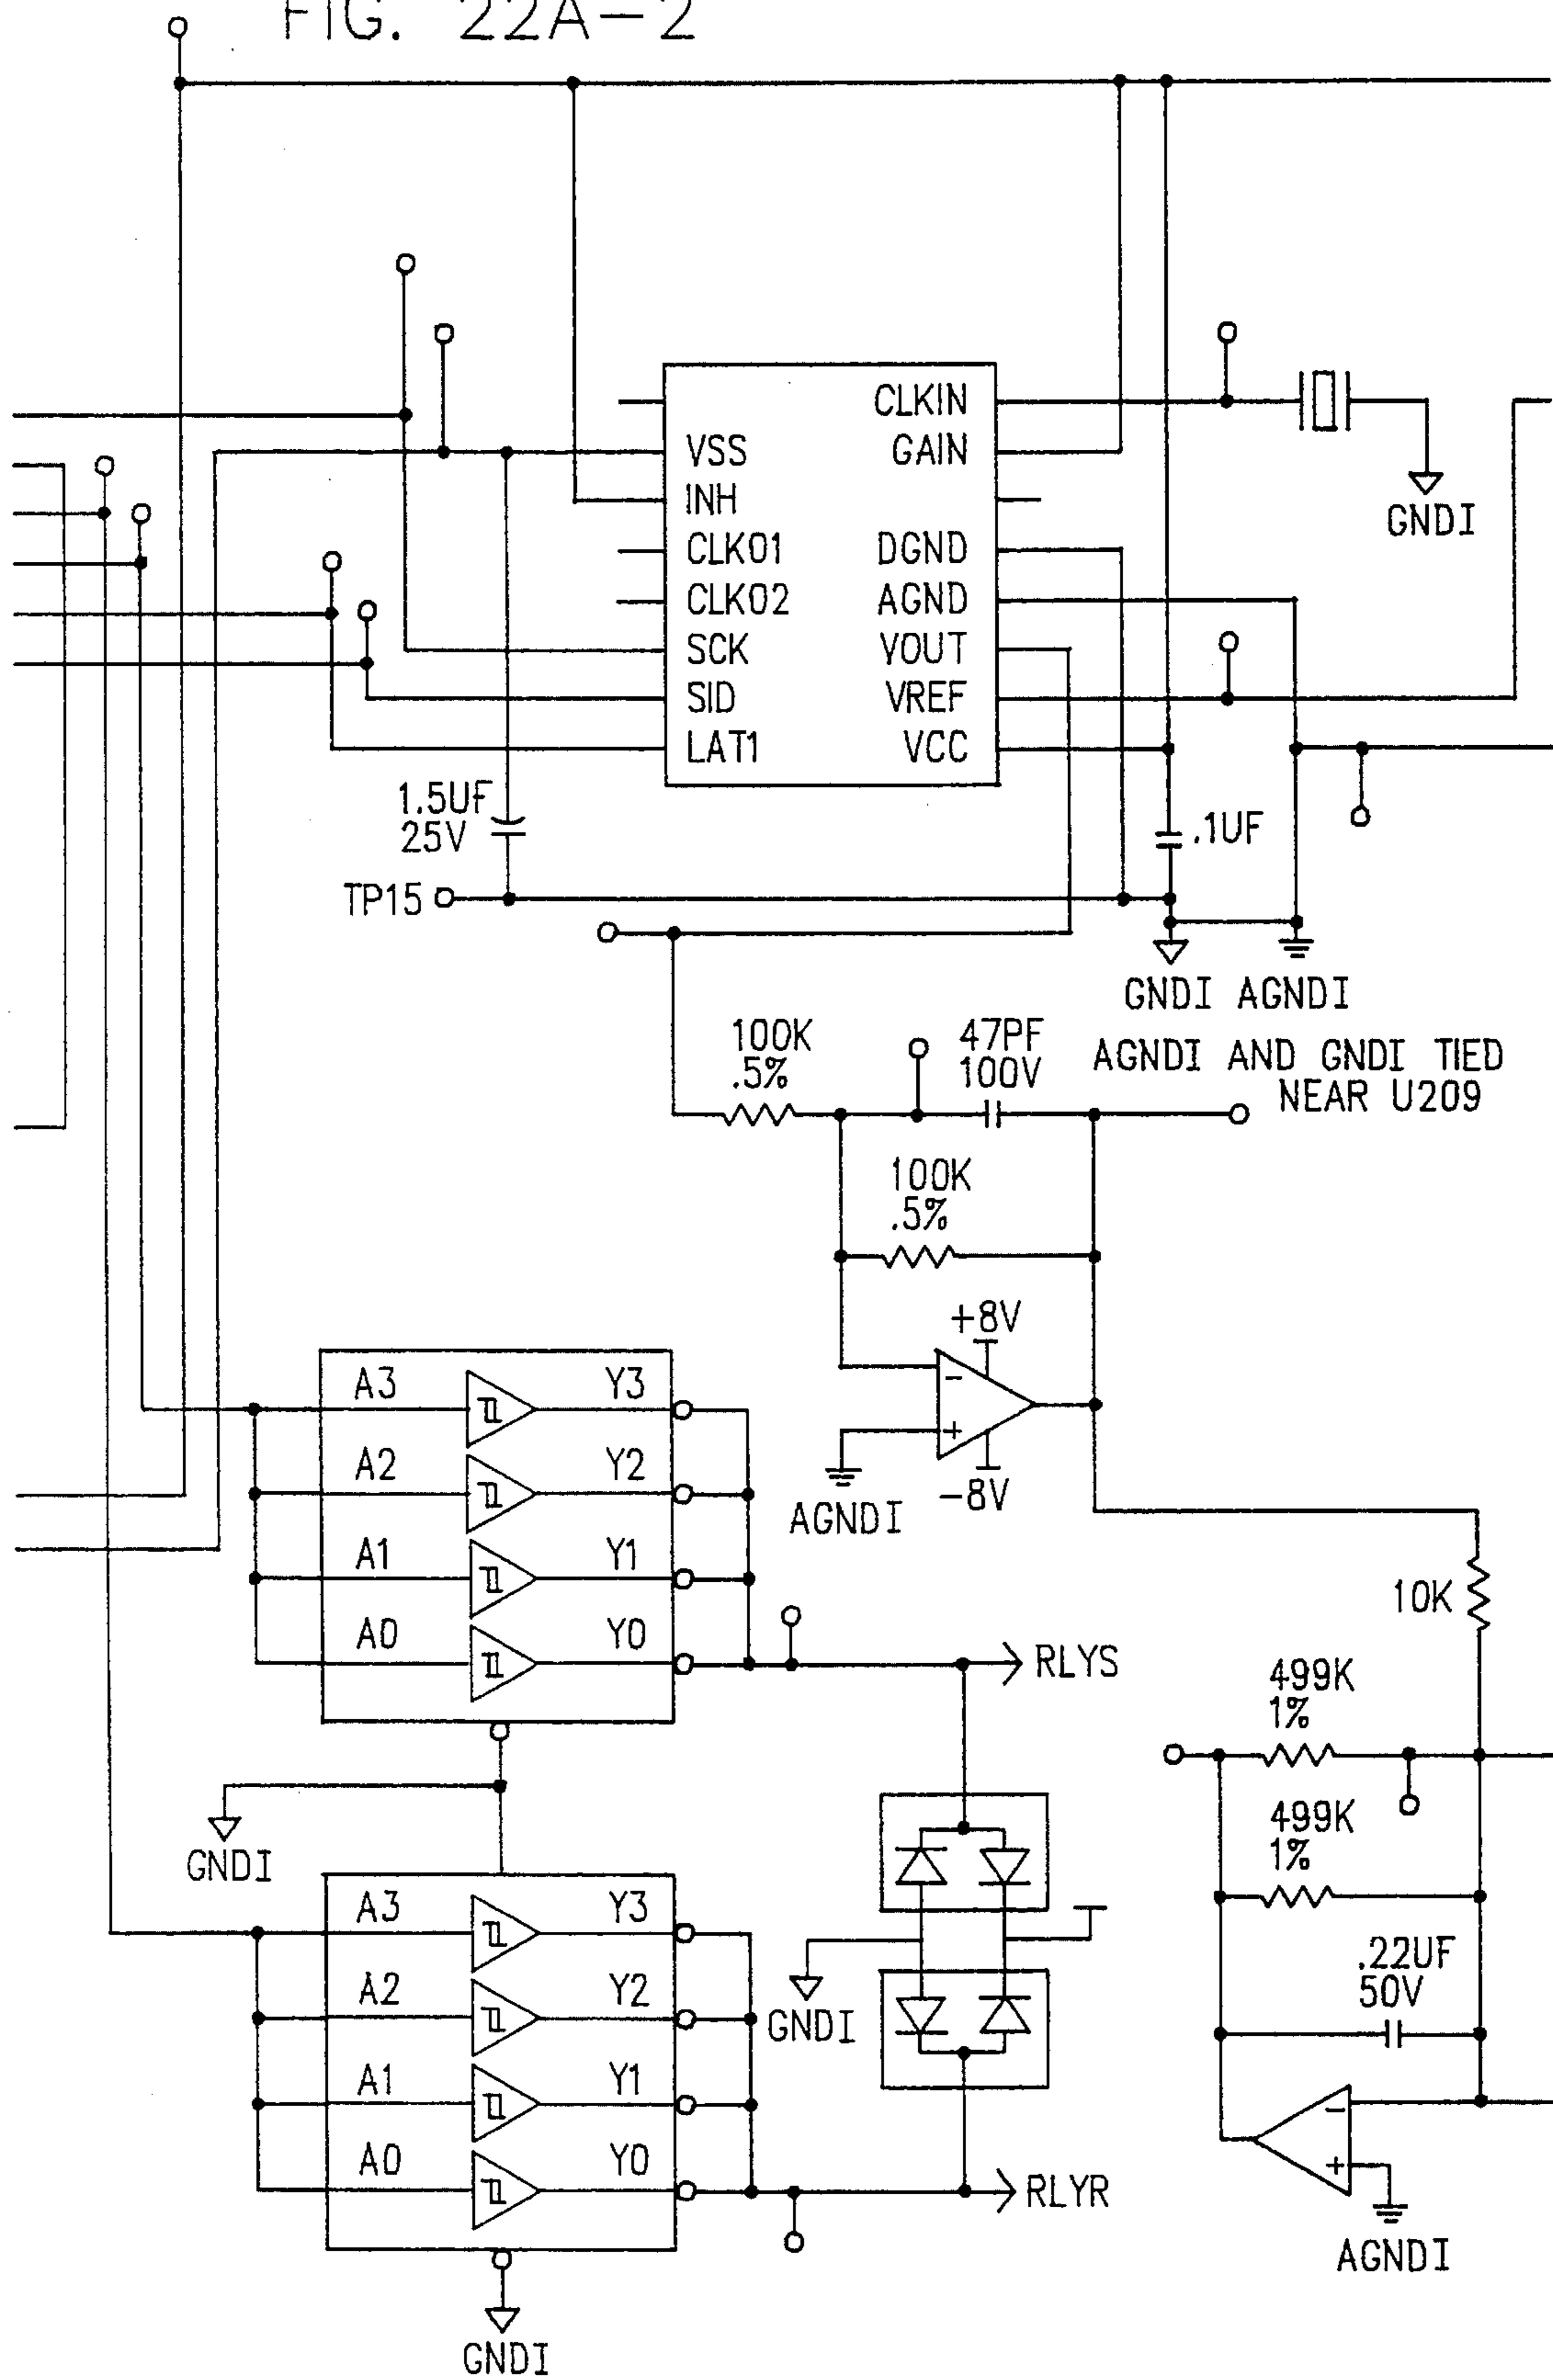 FIG. 22A-2
CLKIN
VSS
GAIN
INH
CLKO1
DGND
CLKO2
AGND
SCK
VOUT
SID
VREF
LAT1
VCC
GNDI
1.5UF
25V
.1UF
TP15
GNDI AGNDI
AGNDI AND GNDI TIED
NEAR U209
100K
.5%
47PF
100V
100K
.5%
+8V
-
+
-8V
AGNDI
A3
Y3
A2
Y2
A1
Y1
A0
Y0
RLYS
10K
499K
1%
499K
1%
GNDI
A3
Y3
A2
Y2
A1
Y1
A0
Y0
GNDI
.22UF
50V
-
+
RLYR
AGNDI
GNDI